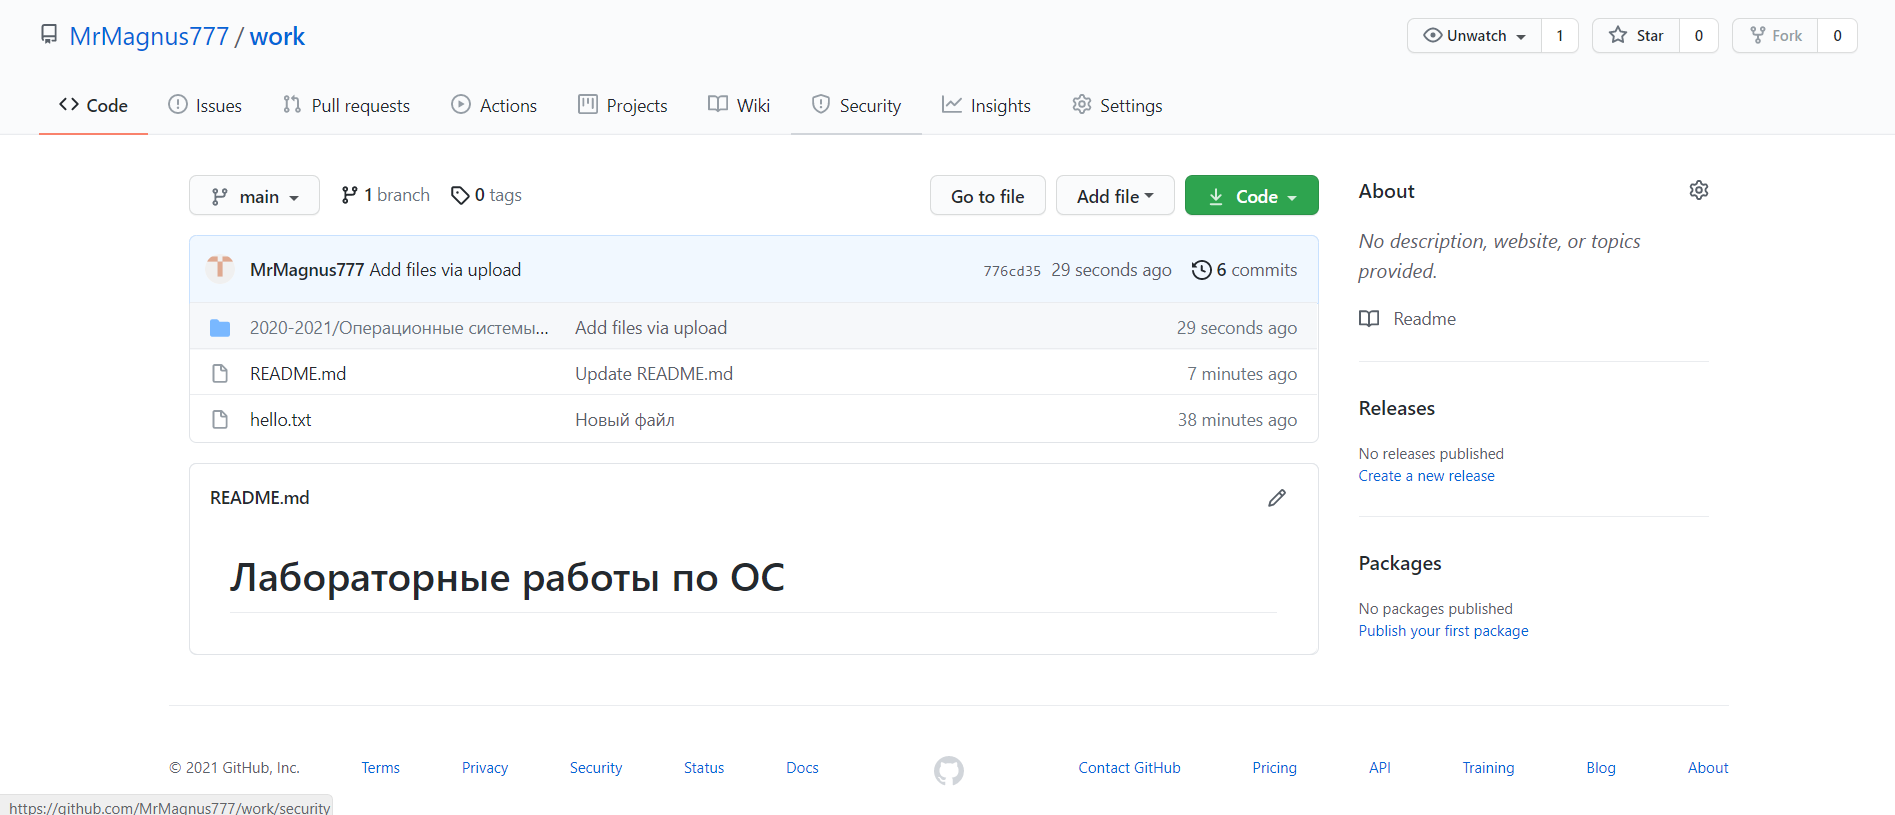 MrMagnus777 / work
Unwatch 1 Star 0 Fork 0
Code Issues Pull requests Actions Projects Wiki Security Insights Settings
main 1 branch 0 tags Go to file Add file Code
MrMagnus777 Add files via upload 776cd35 29 seconds ago 6 commits
2020-2021/Операционные системы... Add files via upload 29 seconds ago
README.md Update README.md 7 minutes ago
hello.txt Новый файл 38 minutes ago
README.md
Лабораторные работы по ОС
About
No description, website, or topics
provided.
Readme
Releases
No releases published
Create a new release
Packages
No packages published
Publish your first package
© 2021 GitHub, Inc. Terms Privacy Security Status Docs Contact GitHub Pricing API Training Blog About
https://github.com/MrMagnus777/work/security